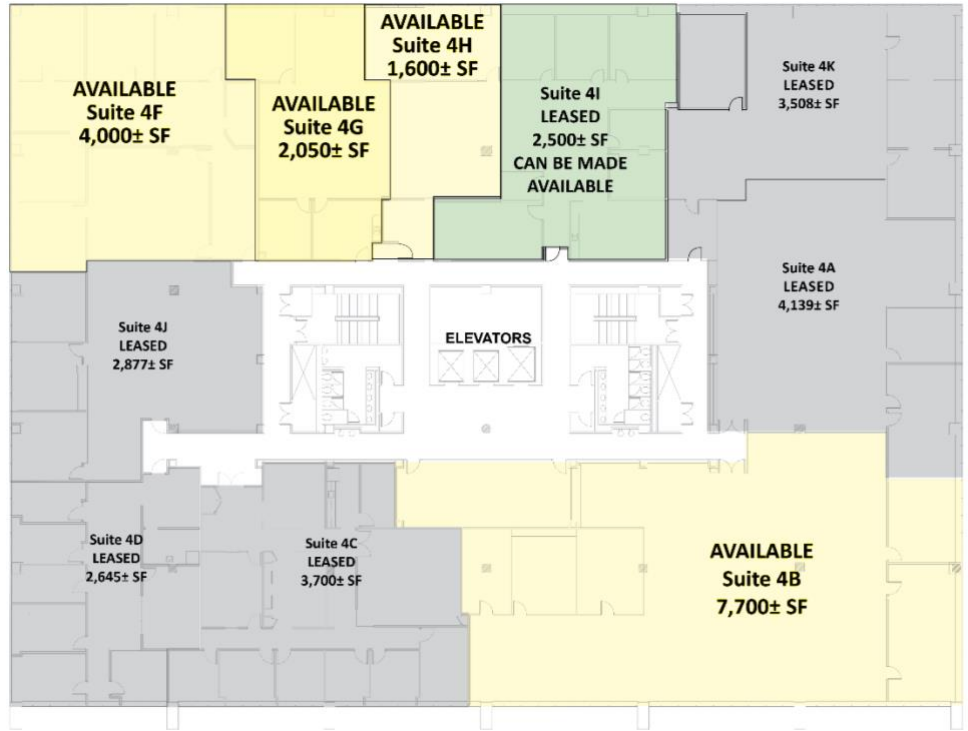 AVAILABLE
Suite 4F
4,000± SF
AVAILABLE
Suite 4G
2,050± SF
AVAILABLE
Suite 4H
1,600± SF
Suite 4I
LEASED
2,500± SF
CAN BE MADE
AVAILABLE
Suite 4K
LEASED
3,508± SF
Suite 4A
LEASED
4,139± SF
Suite 4J
LEASED
2,877± SF
ELEVATORS
Suite 4D
LEASED
2,645± SF
Suite 4C
LEASED
3,700± SF
AVAILABLE
Suite 4B
7,700± SF